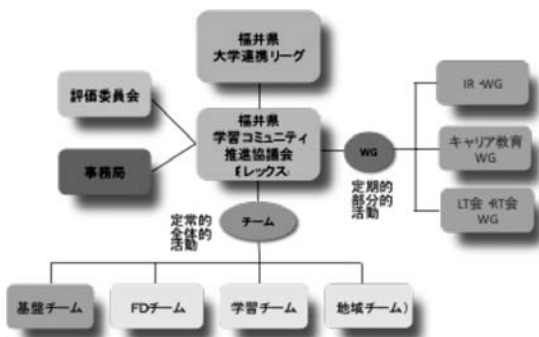 福井県
大学連携リーグ
評価委員会
事務局
福井県
学習コミュニティ
推進協議会
(Fレックス)
WG
定期的
部分的
活動
IR・WG
キャリア教育
WG
LT会・RT会
WG
定常的
全体的
活動
チーム
基盤チーム
FDチーム
学習チーム
地域チーム)